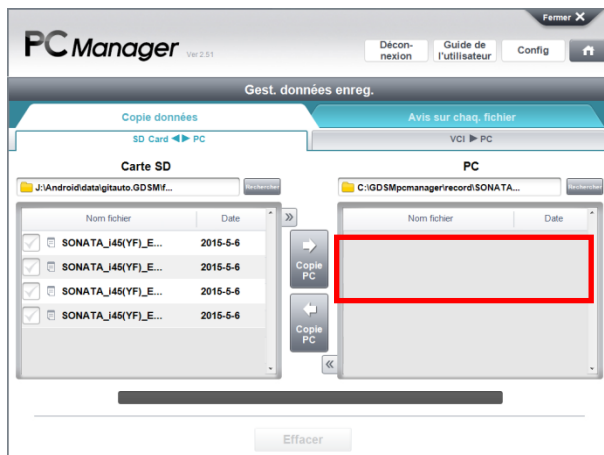 Fermer X
PC Manager Ver 2.51
Décon-
nexion
Guide de
l'utilisateur
Config
Gest. données enreg.
Copie données
Avis sur chaq. fichier
SD Card ◀▶ PC
VCI ▶ PC
Carte SD
PC
J:\Android\data\gitauto.GDSM\f...
Rechercher
C:\GDSMpcmanager\record\SONATA...
Rechercher
Nom fichier
Date
Nom fichier
Date
SONATA_i45(YF)_E... 2015-5-6
SONATA_i45(YF)_E... 2015-5-6
SONATA_i45(YF)_E... 2015-5-6
SONATA_i45(YF)_E... 2015-5-6
Copie
PC
Copie
PC
Effacer